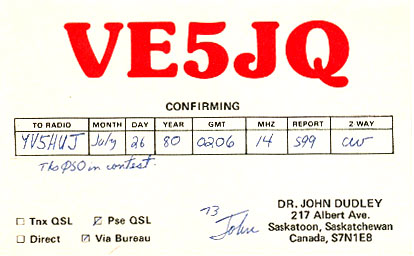 VE5JQ
CONFIRMING
TO RADIO MONTH DAY YEAR GMT MHZ REPORT 2 WAY
YV5HUJ July 26 80 0206 14 599 cw
Tks QSO in contest.
Tnx QSL Pse QSL
Direct Via Bureau
73 John
DR. JOHN DUDLEY
217 Albert Ave.
Saskatoon, Saskatchewan
Canada, S7N1E8